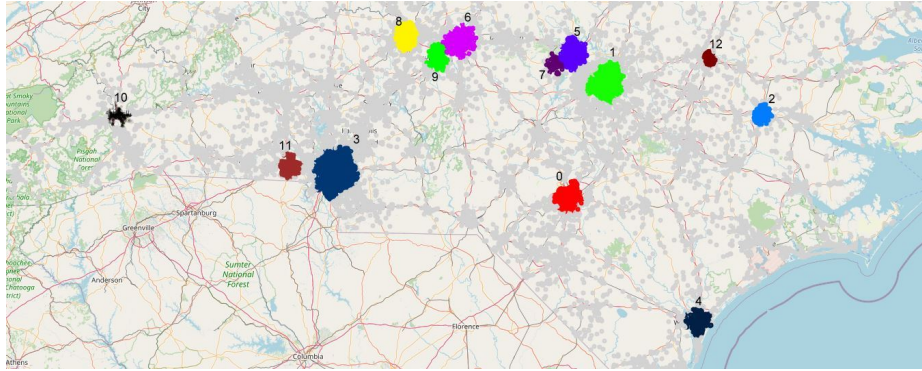 City
8
6
5
12
1
9
7
2
10
Great Smoky
Mountains
National
Park
Pisgah
National
Forest
11
3
0
Spartanburg
Greenville
Sumter
National
Forest
Anderson
4
Florence
Columbia
Athens